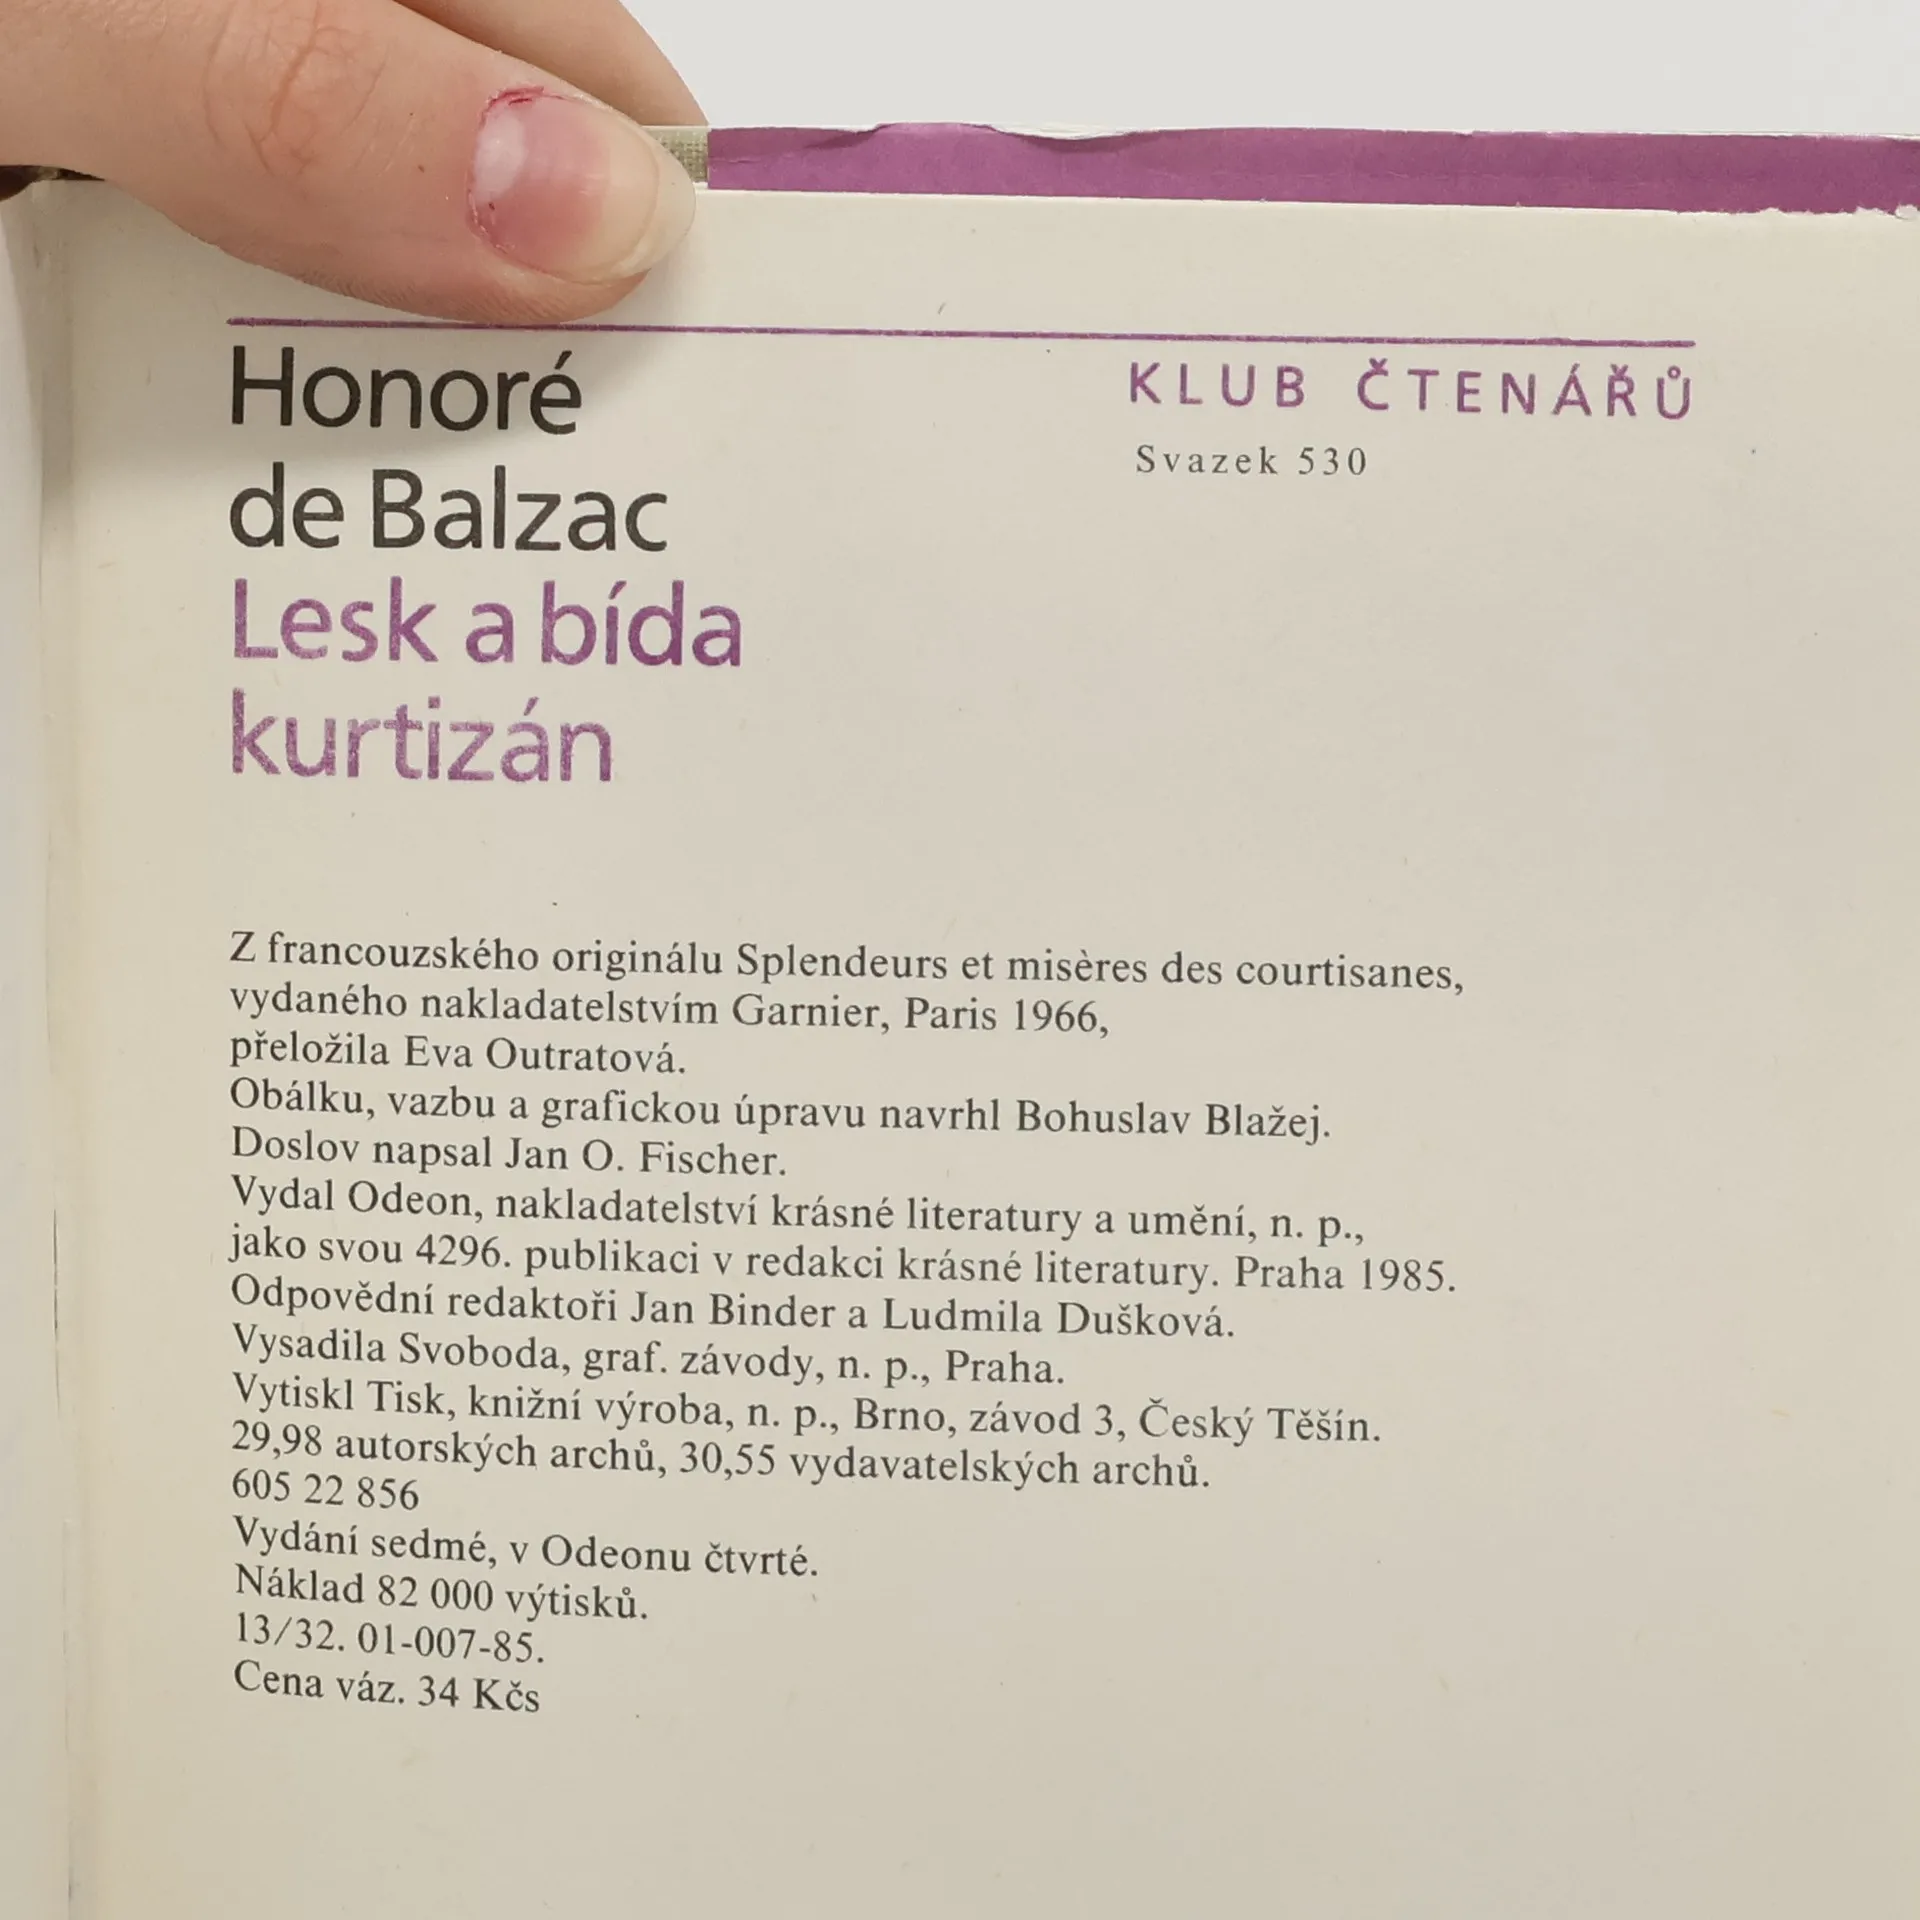 Honoré
de Balzac
Lesk a bída
kurtizán
KLUB ČTENÁŘŮ
Svazek 530
Z francouzského originálu Splendeurs et misères des courtisanes,
vydaného nakladatelstvím Garnier, Paris 1966,
přeložila Eva Outratová.
Obálku, vazbu a grafickou úpravu navrhl Bohuslav Blažej.
Doslov napsal Jan O. Fischer.
Vydal Odeon, nakladatelství krásné literatury a umění, n. p.,
jako svou 4296. publikaci v redakci krásné literatury. Praha 1985.
Odpovědní redaktoři Jan Binder a Ludmila Dušková.
Vysadila Svoboda, graf. závody, n. p., Praha.
Vytiskl Tisk, knižní výroba, n. p., Brno, závod 3, Český Těšín.
29,98 autorských archů, 30,55 vydavatelských archů.
605 22 856
Vydání sedmé, v Odeonu čtvrté.
Náklad 82 000 výtisků.
13/32. 01-007-85.
Cena váz. 34 Kčs